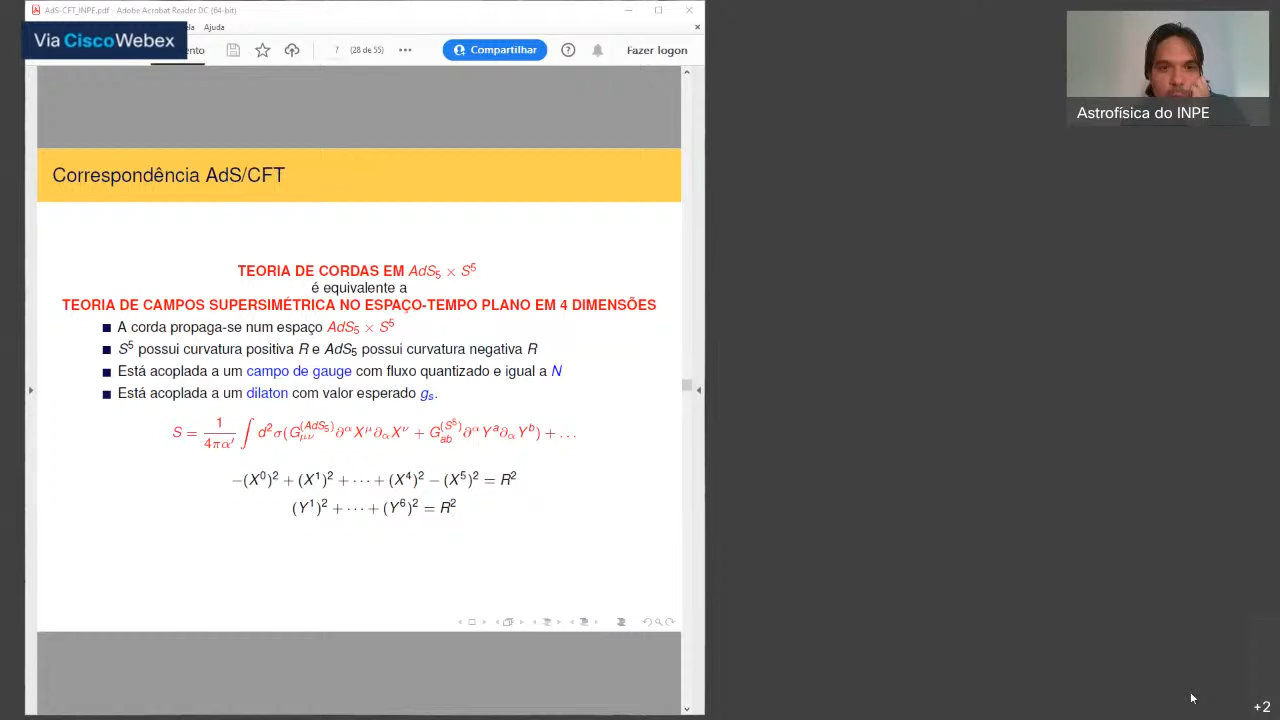 AdS-CFT_INPE.pdf - Adobe Acrobat Reader DC (64-bit)
Ajuda
Via Cisco Webex
7 (28 de 55)
Compartilhar
Fazer logon
Astrofísica do INPE
Correspondência AdS/CFT
TEORIA DE CORDAS EM AdS₅ × S⁵
é equivalente a
TEORIA DE CAMPOS SUPERSIMÉTRICA NO ESPAÇO-TEMPO PLANO EM 4 DIMENSÕES
A corda propaga-se num espaço AdS₅ × S⁵
S⁵ possui curvatura positiva R e AdS₅ possui curvatura negativa R
Está acoplada a um campo de gauge com fluxo quantizado e igual a N
Está acoplada a um dilaton com valor esperado gₛ.
S = 1/(4πα′) ∫ d²σ(G_{μν}^{(AdS₅)} ∂^α X^μ ∂_α X^ν + G_{ab}^{(S⁵)} ∂^α Y^a ∂_α Y^b) + …
−(X⁰)² + (X¹)² + ⋯ + (X⁴)² − (X⁵)² = R²
(Y¹)² + ⋯ + (Y⁶)² = R²
+2